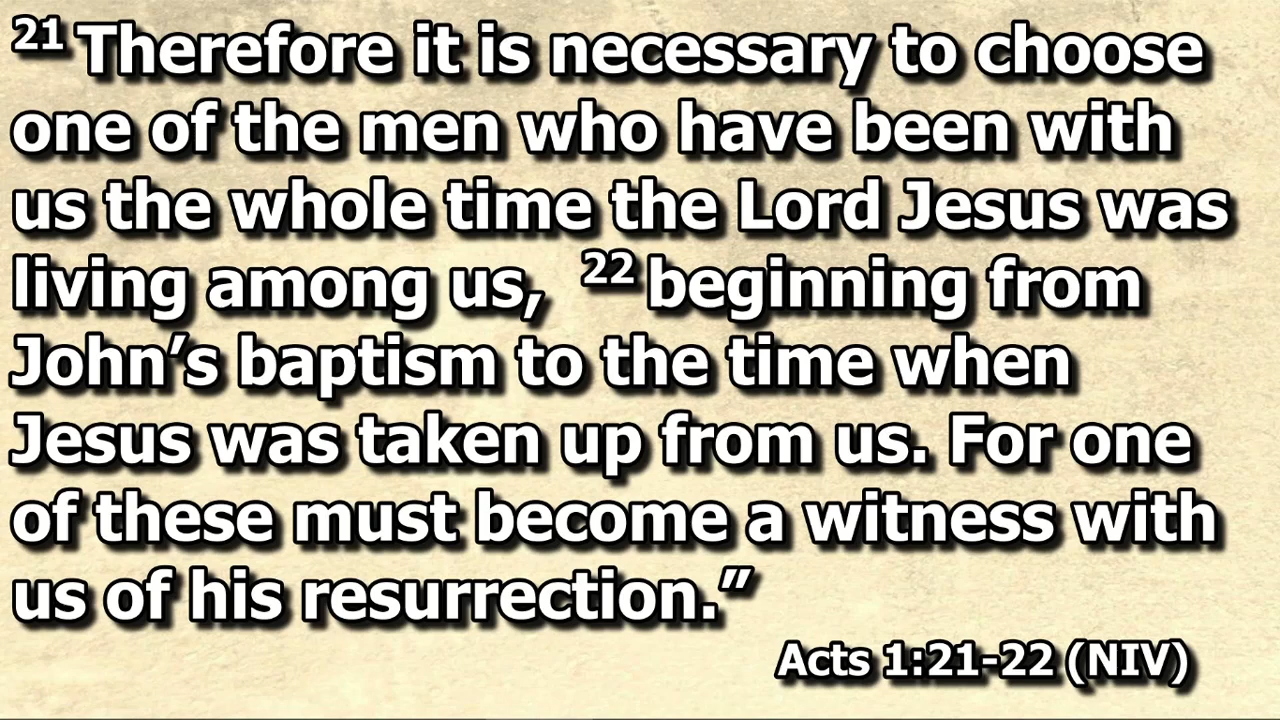 21 Therefore it is necessary to choose
one of the men who have been with
us the whole time the Lord Jesus was
living among us,  22 beginning from
John’s baptism to the time when
Jesus was taken up from us. For one
of these must become a witness with
us of his resurrection.”
Acts 1:21-22 (NIV)